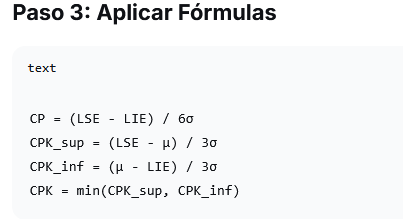 Paso 3: Aplicar Fórmulas
text
CP = (LSE - LIE) / 6σ
CPK_sup = (LSE - μ) / 3σ
CPK_inf = (μ - LIE) / 3σ
CPK = min(CPK_sup, CPK_inf)